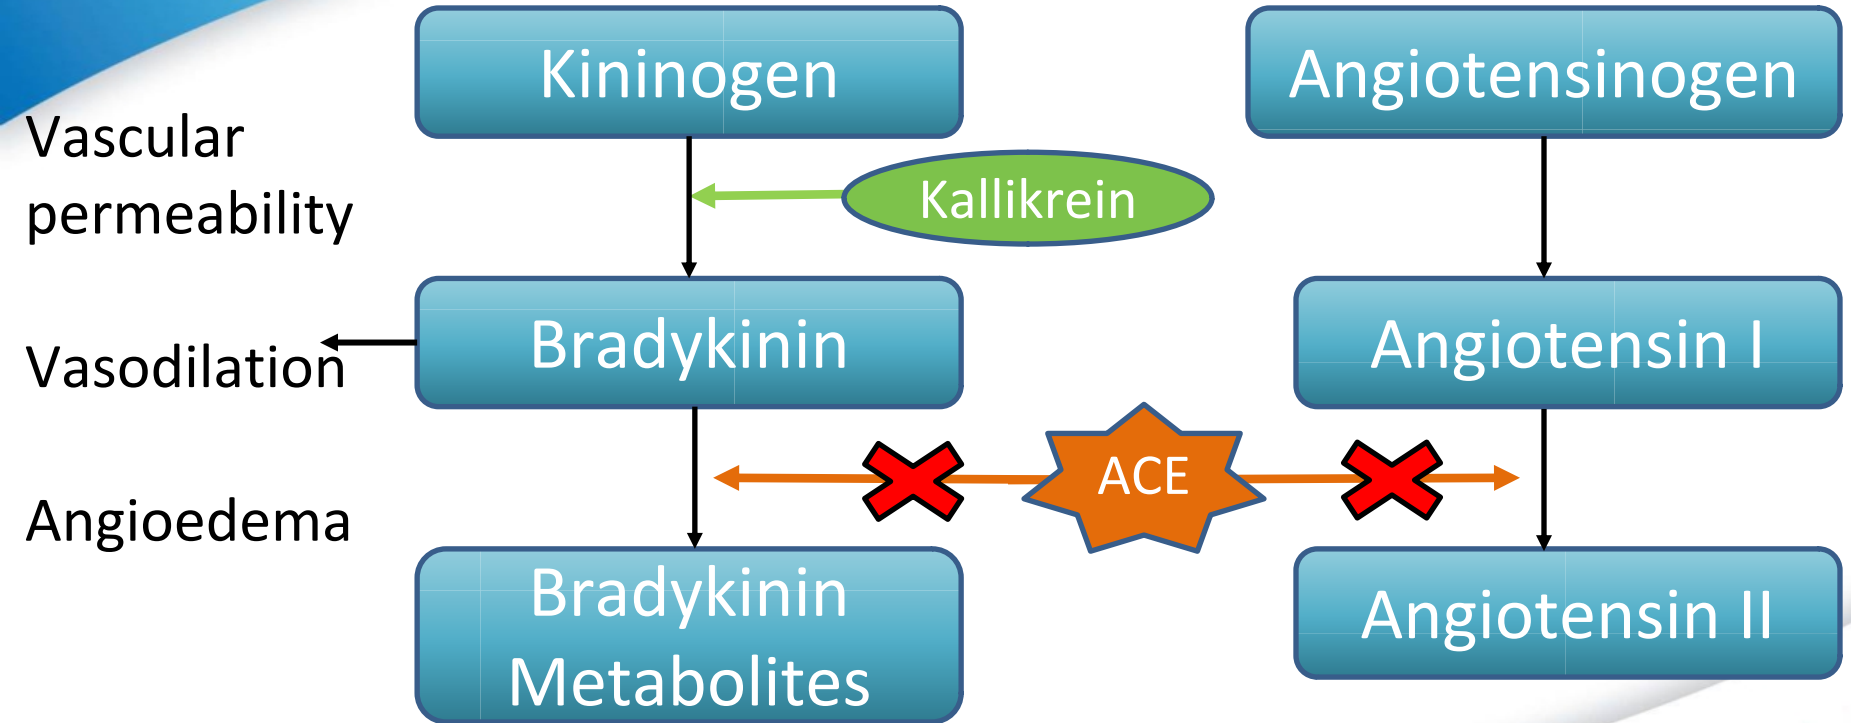 Kininogen
Angiotensinogen
Vascular
permeability
Kallikrein
Vasodilation
Bradykinin
Angiotensin I
ACE
Angioedema
Bradykinin
Metabolites
Angiotensin II